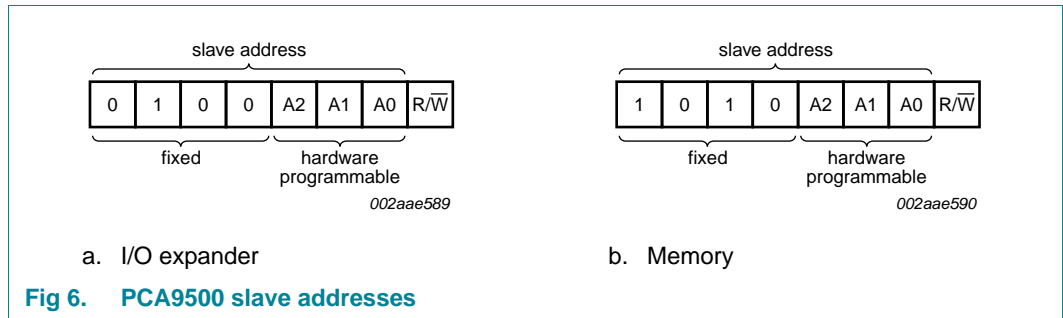 slave address
0 1 0 0 A2 A1 A0 R/W̅
fixed
hardware
programmable
002aae589
a. I/O expander
slave address
1 0 1 0 A2 A1 A0 R/W̅
fixed
hardware
programmable
002aae590
b. Memory
Fig 6. PCA9500 slave addresses